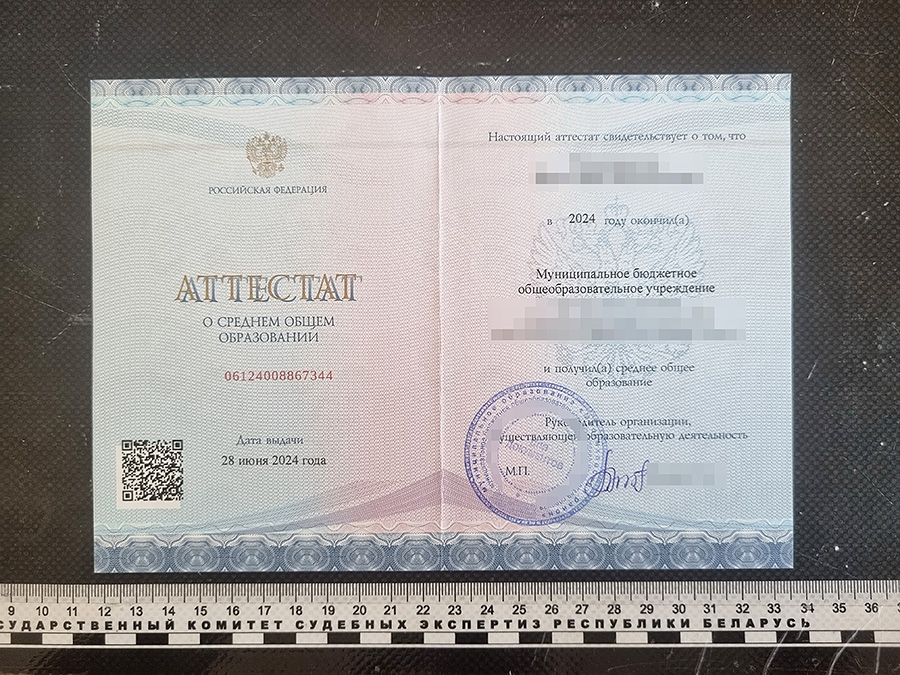 РОССИЙСКАЯ ФЕДЕРАЦИЯ
АТТЕСТАТ
О СРЕДНЕМ ОБЩЕМ
ОБРАЗОВАНИИ
06124008867344
Дата выдачи
28 июня 2024 года
Настоящий аттестат свидетельствует о том, что
в 2024 году окончил(а)
Муниципальное бюджетное
общеобразовательное учреждение
и получил(а) среднее общее
образование
Руководитель организации,
осуществляющей образовательную деятельность
М.П.
9 10 11 12 13 14 15 16 17 18 19 20 21 22 23 24 25 26 27 28 29 30 31 32 33 34 35 36
СУДАРСТВЕННЫЙ КОМИТЕТ СУДЕБНЫХ ЭКСПЕРТИЗ РЕСПУБЛИКИ БЕЛАРУСЬ